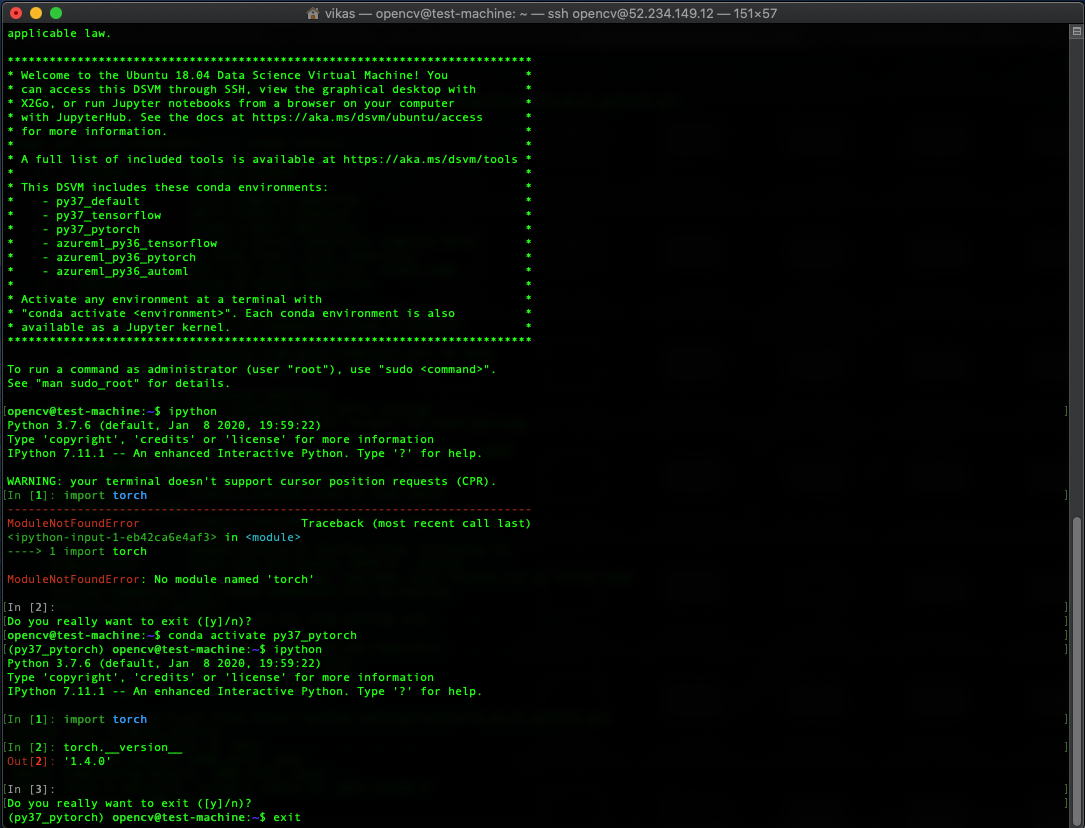 vikas — opencv@test-machine: ~ — ssh opencv@52.234.149.12 — 151×57
applicable law.
***************************************************************************
* Welcome to the Ubuntu 18.04 Data Science Virtual Machine! You           *
* can access this DSVM through SSH, view the graphical desktop with       *
* X2Go, or run Jupyter notebooks from a browser on your computer          *
* with JupyterHub. See the docs at https://aka.ms/dsvm/ubuntu/access      *
* for more information.                                                   *
*                                                                         *
* A full list of included tools is available at https://aka.ms/dsvm/tools *
*                                                                         *
* This DSVM includes these conda environments:                            *
*    - py37_default                                                       *
*    - py37_tensorflow                                                    *
*    - py37_pytorch                                                       *
*    - azureml_py36_tensorflow                                            *
*    - azureml_py36_pytorch                                               *
*    - azureml_py36_automl                                                *
*                                                                         *
* Activate any environment at a terminal with                             *
* "conda activate <environment>". Each conda environment is also          *
* available as a Jupyter kernel.                                          *
***************************************************************************
To run a command as administrator (user "root"), use "sudo <command>".
See "man sudo_root" for details.
[opencv@test-machine:~$ ipython ]
Python 3.7.6 (default, Jan  8 2020, 19:59:22)
Type 'copyright', 'credits' or 'license' for more information
IPython 7.11.1 -- An enhanced Interactive Python. Type '?' for help.
WARNING: your terminal doesn't support cursor position requests (CPR).
[In [1]: import torch ]
---------------------------------------------------------------------------
ModuleNotFoundError                       Traceback (most recent call last)
<ipython-input-1-eb42ca6e4af3> in <module>
----> 1 import torch
ModuleNotFoundError: No module named 'torch'
[In [2]: ]
[Do you really want to exit ([y]/n)? ]
[opencv@test-machine:~$ conda activate py37_pytorch ]
[(py37_pytorch) opencv@test-machine:~$ ipython ]
Python 3.7.6 (default, Jan  8 2020, 19:59:22)
Type 'copyright', 'credits' or 'license' for more information
IPython 7.11.1 -- An enhanced Interactive Python. Type '?' for help.
[In [1]: import torch ]
[In [2]: torch.__version__ ]
Out[2]: '1.4.0'
[In [3]: ]
[Do you really want to exit ([y]/n)? ]
(py37_pytorch) opencv@test-machine:~$ exit